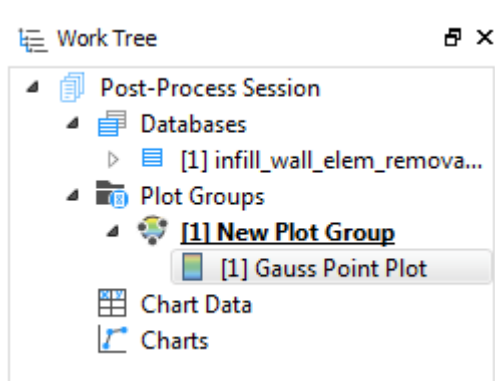 Work Tree
Post-Process Session
Databases
[1] infill_wall_elem_remova...
Plot Groups
[1] New Plot Group
[1] Gauss Point Plot
Chart Data
Charts